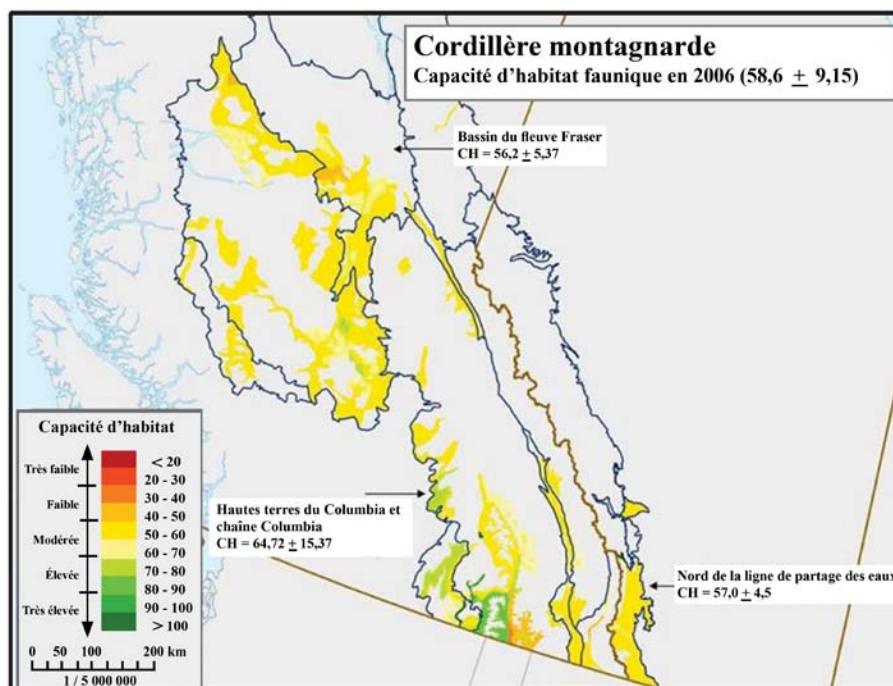 Cordillère montagnarde
Capacité d'habitat faunique en 2006 (58,6 ± 9,15)
Bassin du fleuve Fraser
CH = 56,2 ± 5,37
Capacité d'habitat
Très faible
Faible
Modérée
Élevée
Très élevée
< 20
20 - 30
30 - 40
40 - 50
50 - 60
60 - 70
70 - 80
80 - 90
90 - 100
> 100
0 50 100 200 km
1 / 5 000 000
Hautes terres du Columbia et
chaîne Columbia
CH = 64,72 ± 15,37
Nord de la ligne de partage des eaux
CH = 57,0 ± 4,5